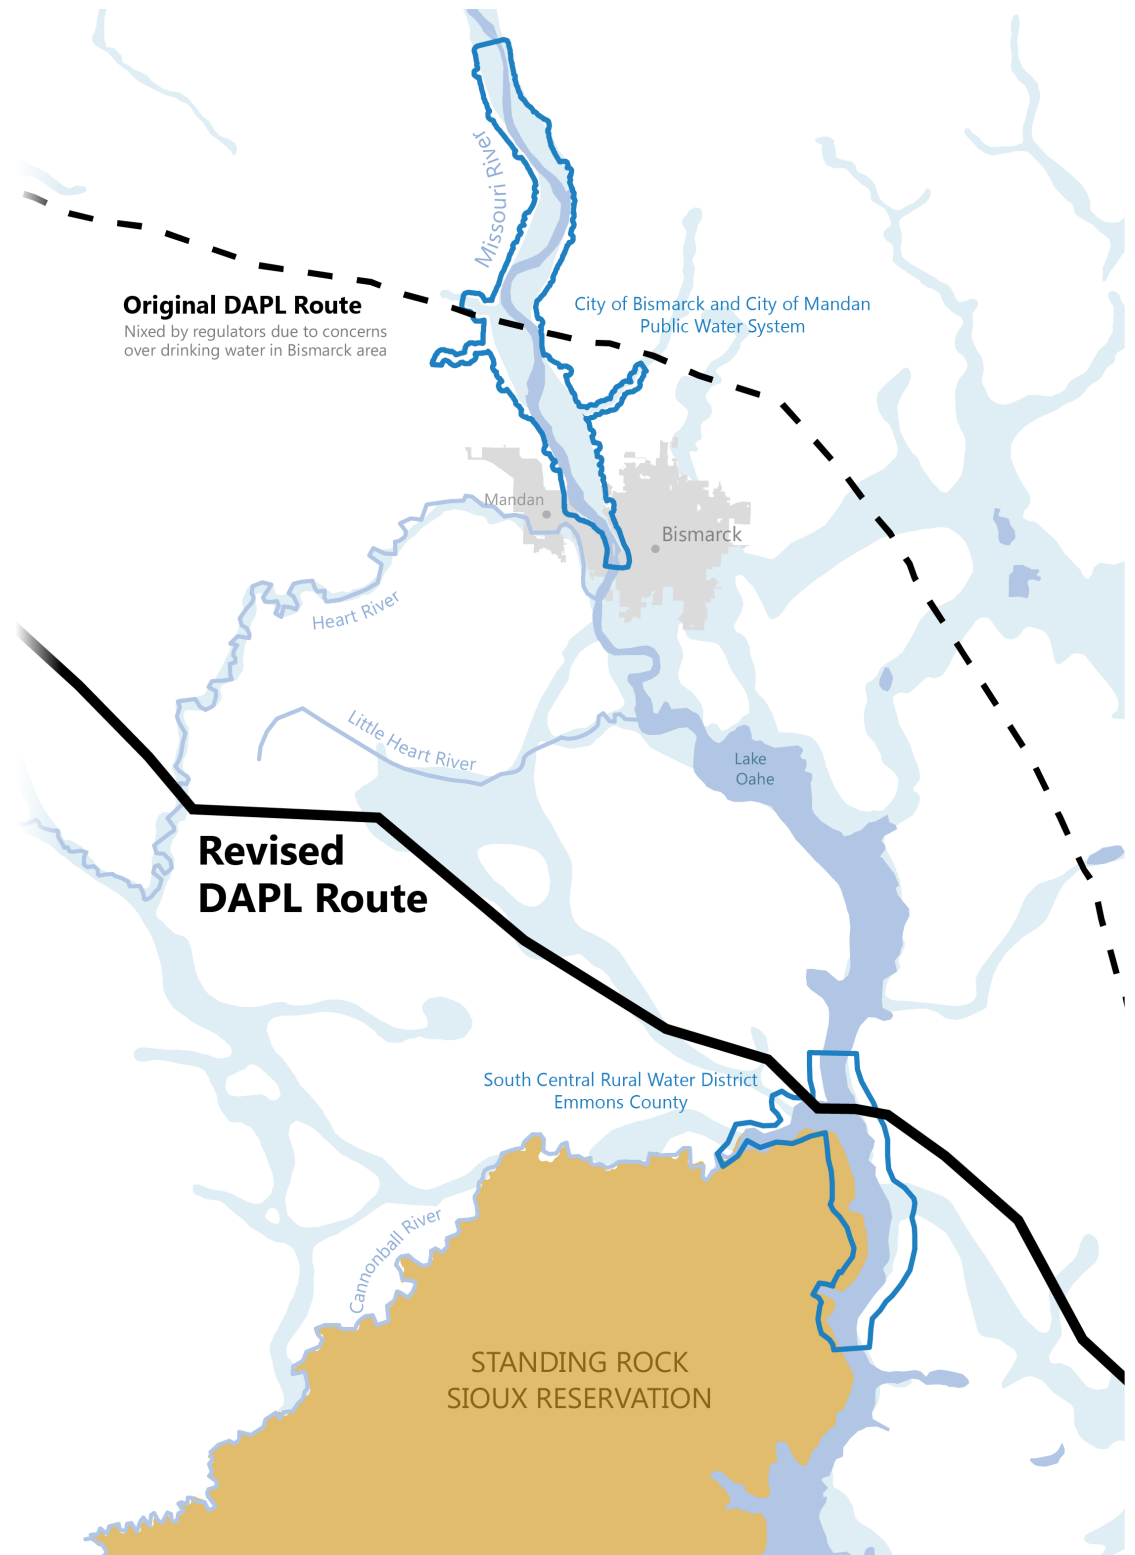 Missouri River
Original DAPL Route
Nixed by regulators due to concerns
over drinking water in Bismarck area
City of Bismarck and City of Mandan
Public Water System
Mandan
Bismarck
Heart River
Little Heart River
Lake
Oahe
Revised
DAPL Route
South Central Rural Water District
Emmons County
Cannonball River
STANDING ROCK
SIOUX RESERVATION